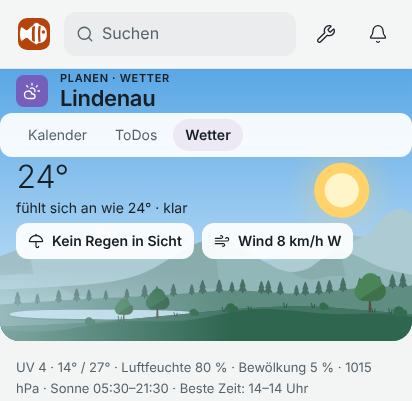 Suchen
PLANEN · WETTER
Lindenau
Kalender ToDos Wetter
24°
fühlt sich an wie 24° · klar
Kein Regen in Sicht Wind 8 km/h W
UV 4 · 14° / 27° · Luftfeuchte 80 % · Bewölkung 5 % · 1015
hPa · Sonne 05:30–21:30 · Beste Zeit: 14–14 Uhr